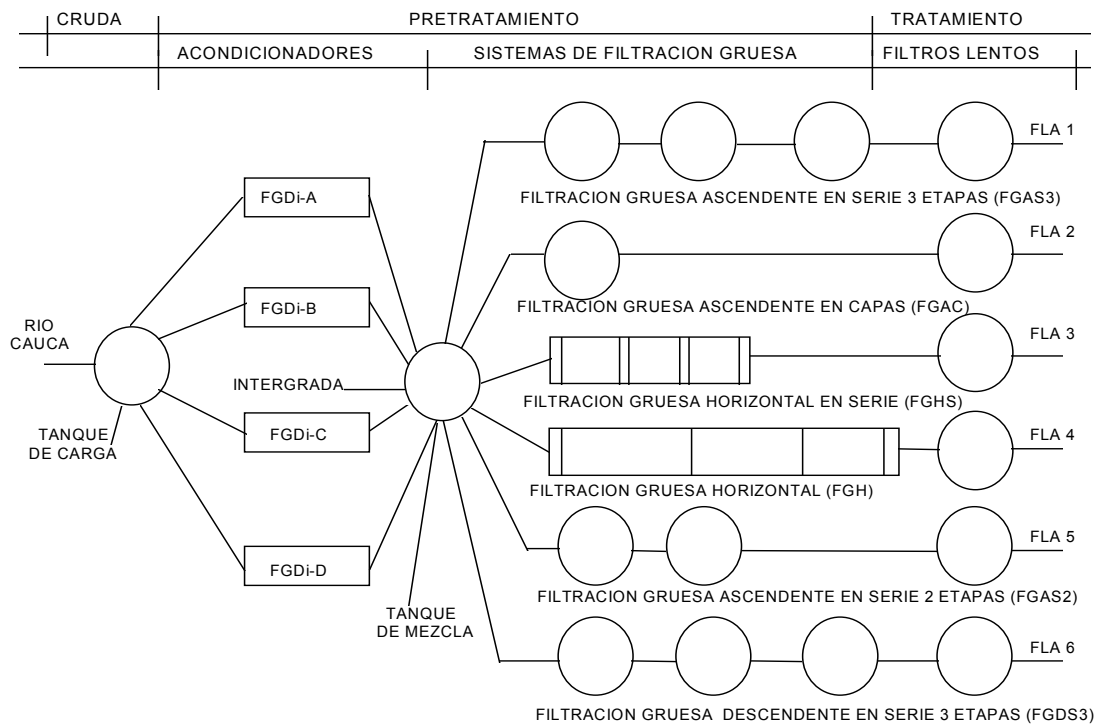 CRUDA
PRETRATAMIENTO
TRATAMIENTO
ACONDICIONADORES
SISTEMAS DE FILTRACION GRUESA
FILTROS LENTOS
FLA 1
FILTRACION GRUESA ASCENDENTE EN SERIE 3 ETAPAS (FGAS3)
FGDi-A
FLA 2
FILTRACION GRUESA ASCENDENTE EN CAPAS (FGAC)
FGDi-B
RIO
CAUCA
FLA 3
INTERGRADA
FILTRACION GRUESA HORIZONTAL EN SERIE (FGHS)
TANQUE
DE CARGA
FGDi-C
FLA 4
FILTRACION GRUESA HORIZONTAL (FGH)
FLA 5
FGDi-D
FILTRACION GRUESA ASCENDENTE EN SERIE 2 ETAPAS (FGAS2)
TANQUE
DE MEZCLA
FLA 6
FILTRACION GRUESA DESCENDENTE EN SERIE 3 ETAPAS (FGDS3)